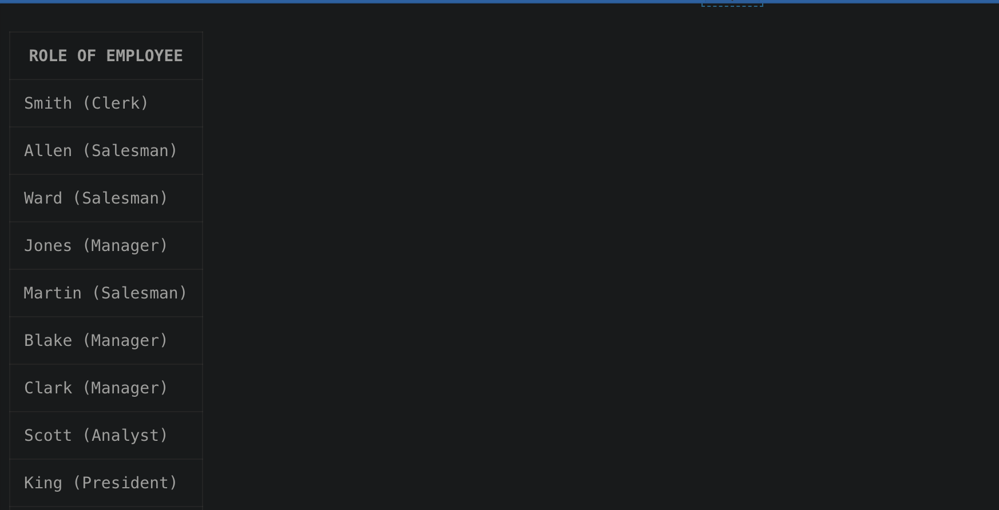 ROLE OF EMPLOYEE
Smith (Clerk)
Allen (Salesman)
Ward (Salesman)
Jones (Manager)
Martin (Salesman)
Blake (Manager)
Clark (Manager)
Scott (Analyst)
King (President)